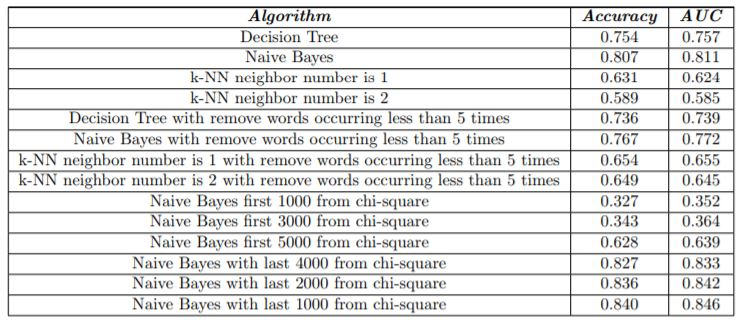 Algorithm Accuracy AUC
Decision Tree 0.754 0.757
Naive Bayes 0.807 0.811
k-NN neighbor number is 1 0.631 0.624
k-NN neighbor number is 2 0.589 0.585
Decision Tree with remove words occurring less than 5 times 0.736 0.739
Naive Bayes with remove words occurring less than 5 times 0.767 0.772
k-NN neighbor number is 1 with remove words occurring less than 5 times 0.654 0.655
k-NN neighbor number is 2 with remove words occurring less than 5 times 0.649 0.645
Naive Bayes first 1000 from chi-square 0.327 0.352
Naive Bayes first 3000 from chi-square 0.343 0.364
Naive Bayes first 5000 from chi-square 0.628 0.639
Naive Bayes with last 4000 from chi-square 0.827 0.833
Naive Bayes with last 2000 from chi-square 0.836 0.842
Naive Bayes with last 1000 from chi-square 0.840 0.846